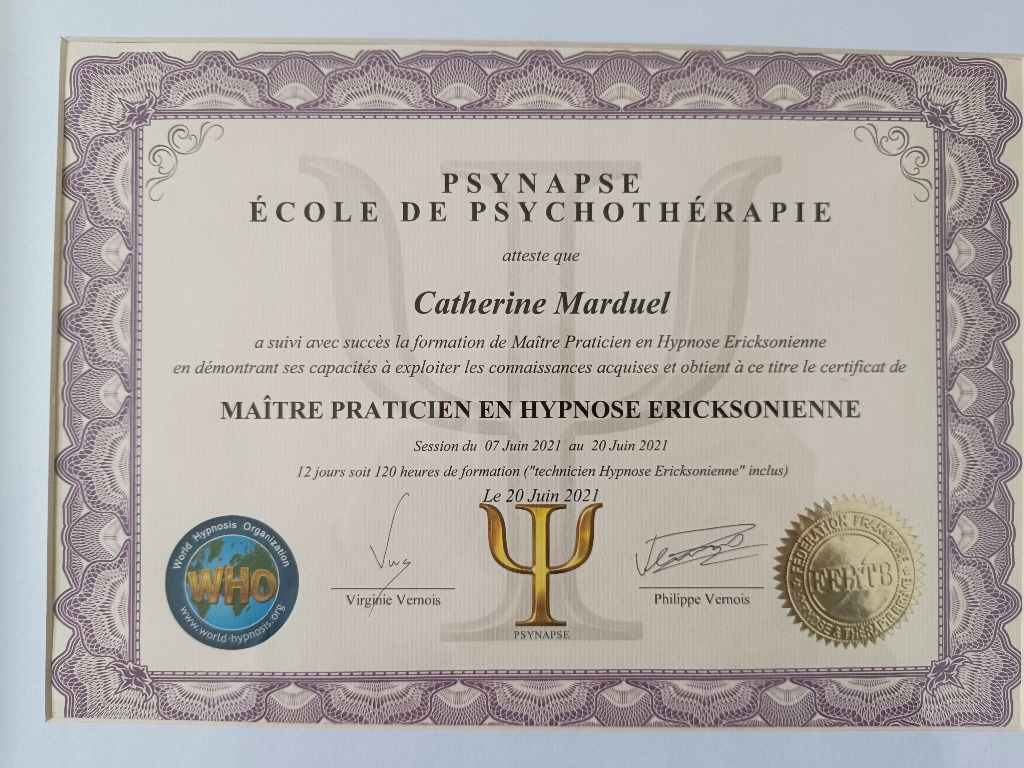 PSYNAPSE
ÉCOLE DE PSYCHOTHÉRAPIE
atteste que
Catherine Marduel
a suivi avec succès la formation de Maître Praticien en Hypnose Ericksonienne
en démontrant ses capacités à exploiter les connaissances acquises et obtient à ce titre le certificat de
MAÎTRE PRATICIEN EN HYPNOSE ERICKSONIENNE
Session du 07 Juin 2021 au 20 Juin 2021
12 jours soit 120 heures de formation ("technicien Hypnose Ericksonienne" inclus)
Le 20 Juin 2021
World Hypnosis Organization
WHO
www.world-hypnosis.org
Virginie Vernois
PSYNAPSE
Philippe Vernois
FEDERATION FRANCAISE